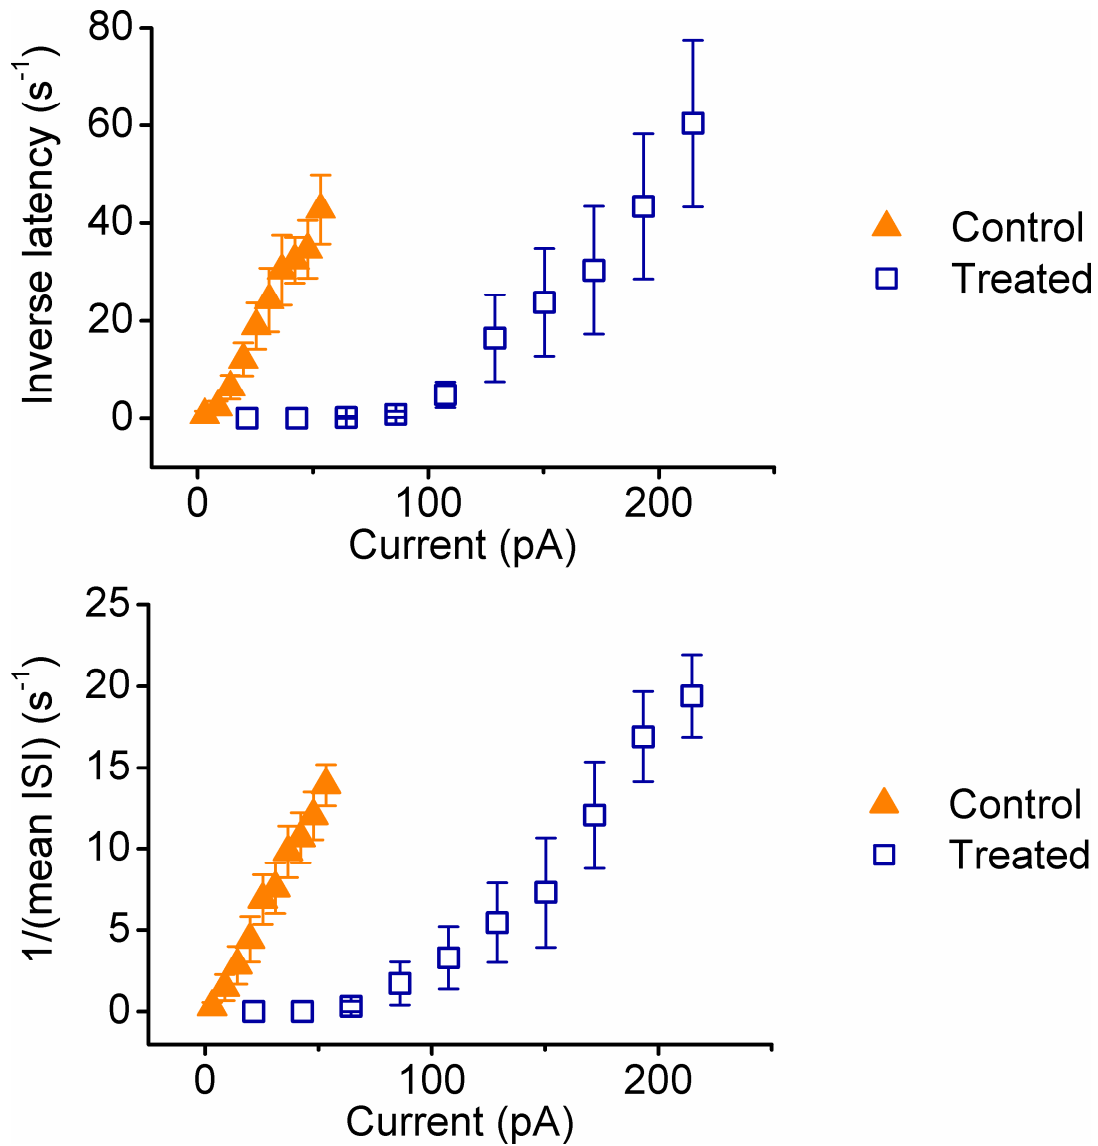 80
60
40
20
0
Inverse latency (s⁻¹)
0 100 200
Current (pA)
Control
Treated
25
20
15
10
5
0
1/(mean ISI) (s⁻¹)
0 100 200
Current (pA)
Control
Treated